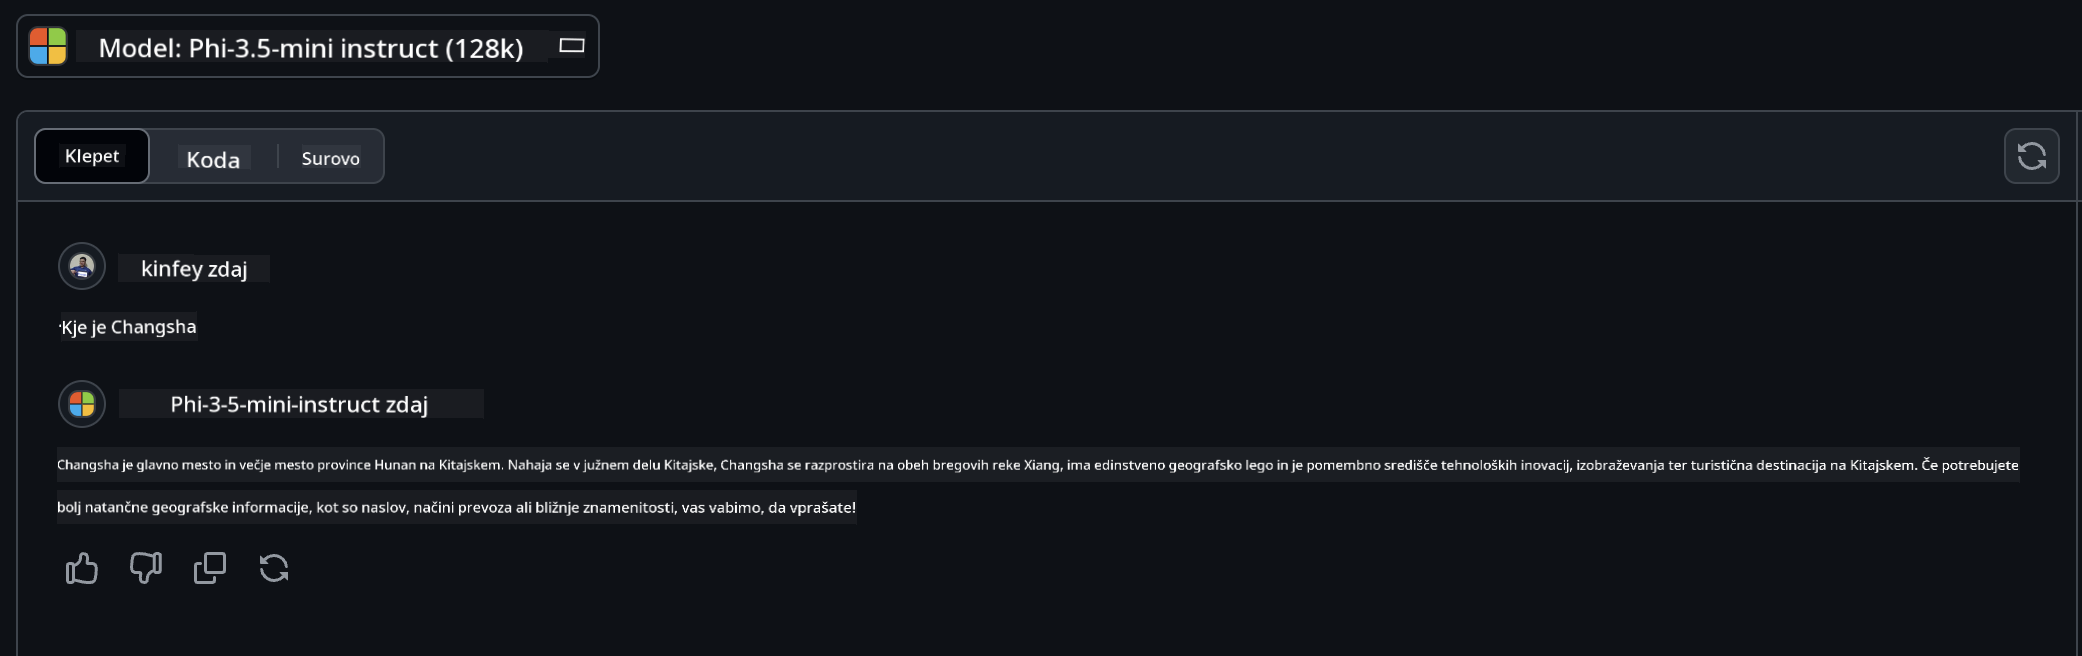 Model: Phi-3.5-mini instruct (128k)
Klepet
Koda
Surovo
kinfey zdaj
Kje je Changsha
Phi-3-5-mini-instruct zdaj
Changsha je glavno mesto in večje mesto province Hunan na Kitajskem. Nahaja se v južnem delu Kitajske, Changsha se razprostira na obeh bregovih reke Xiang, ima edinstveno geografsko lego in je pomembno središče tehnoloških inovacij, izobraževanja ter turistična destinacija na Kitajskem. Če potrebujete
bolj natančne geografske informacije, kot so naslov, načini prevoza ali bližnje znamenitosti, vas vabimo, da vprašate!